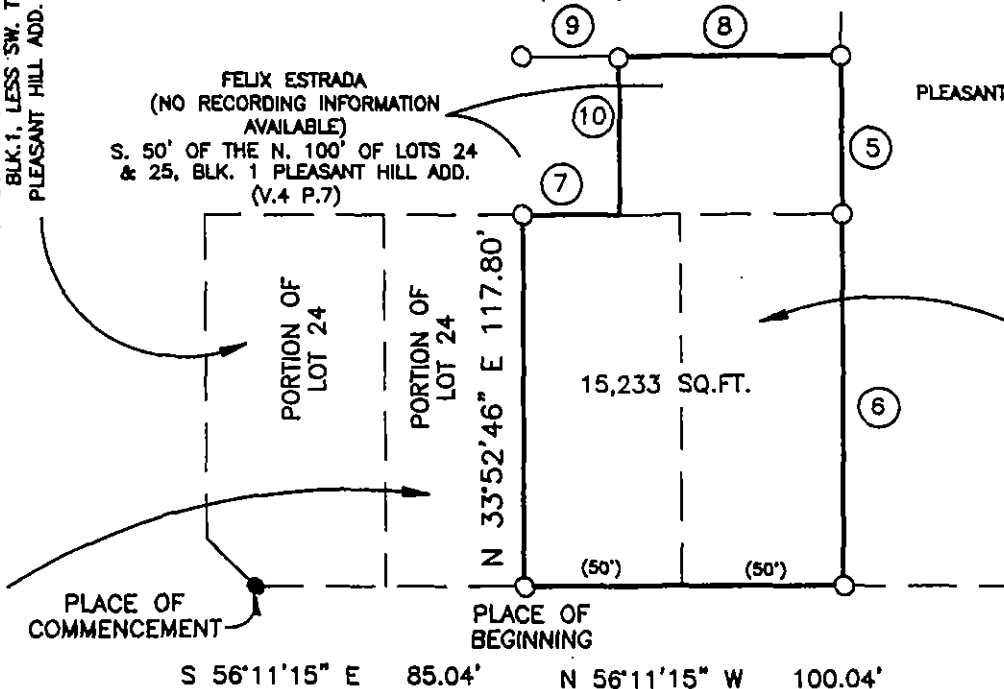 BLK.1, LESS SW.
PLEASANT HILL ADD.
9
8
FELIX ESTRADA
(NO RECORDING INFORMATION
AVAILABLE)
S. 50' OF THE N. 100' OF LOTS 24
& 25, BLK. 1 PLEASANT HILL ADD.
(V.4 P.7)
10
PLEASANT
5
7
PORTION OF
LOT 24
PORTION OF
LOT 24
N 33°52'46" E 117.80'
15,233 SQ.FT.
6
(50')
(50')
PLACE OF
COMMENCEMENT
PLACE OF
BEGINNING
S 56°11'15" E 85.04'
N 56°11'15" W 100.04'